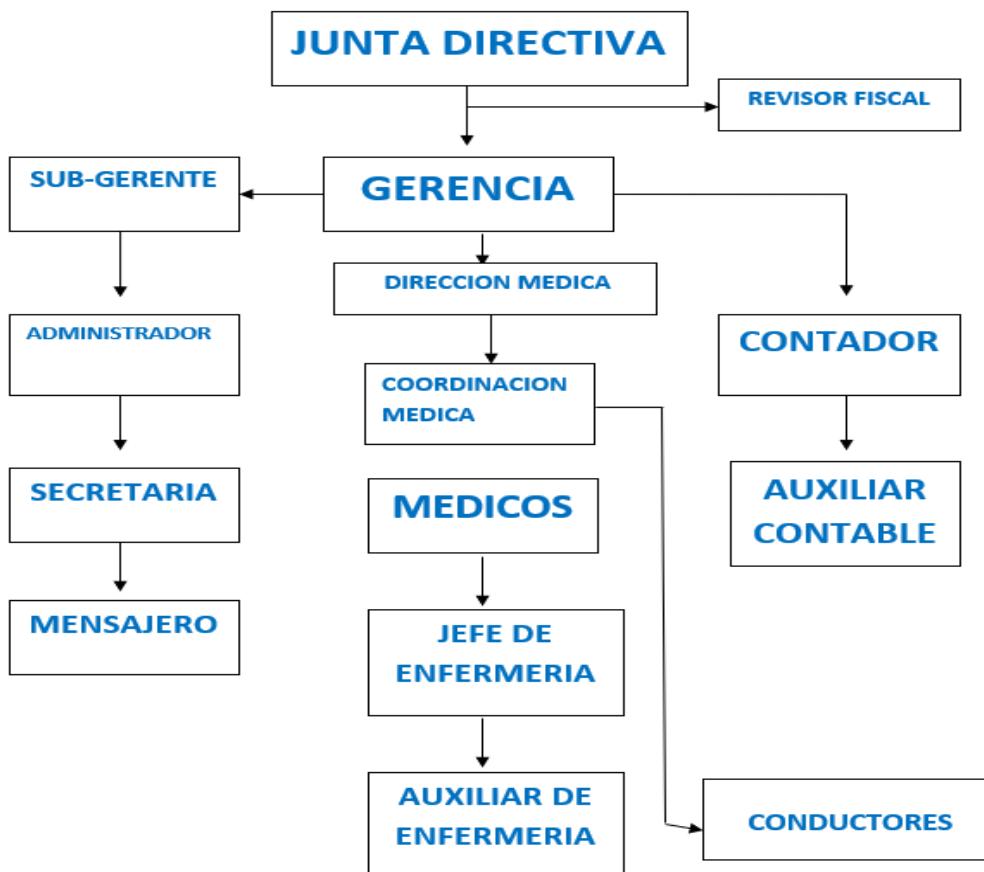 JUNTA DIRECTIVA
REVISOR FISCAL
SUB-GERENTE
GERENCIA
DIRECCION MEDICA
ADMINISTRADOR
CONTADOR
COORDINACION
MEDICA
SECRETARIA
MEDICOS
AUXILIAR
CONTABLE
MENSAJERO
JEFE DE
ENFERMERIA
AUXILIAR DE
ENFERMERIA
CONDUCTORES